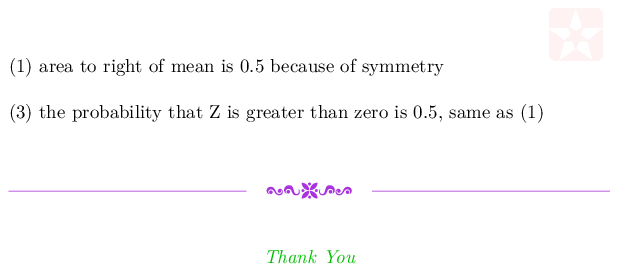 (1) area to right of mean is 0.5 because of symmetry
(3) the probability that Z is greater than zero is 0.5, same as (1)
Thank You